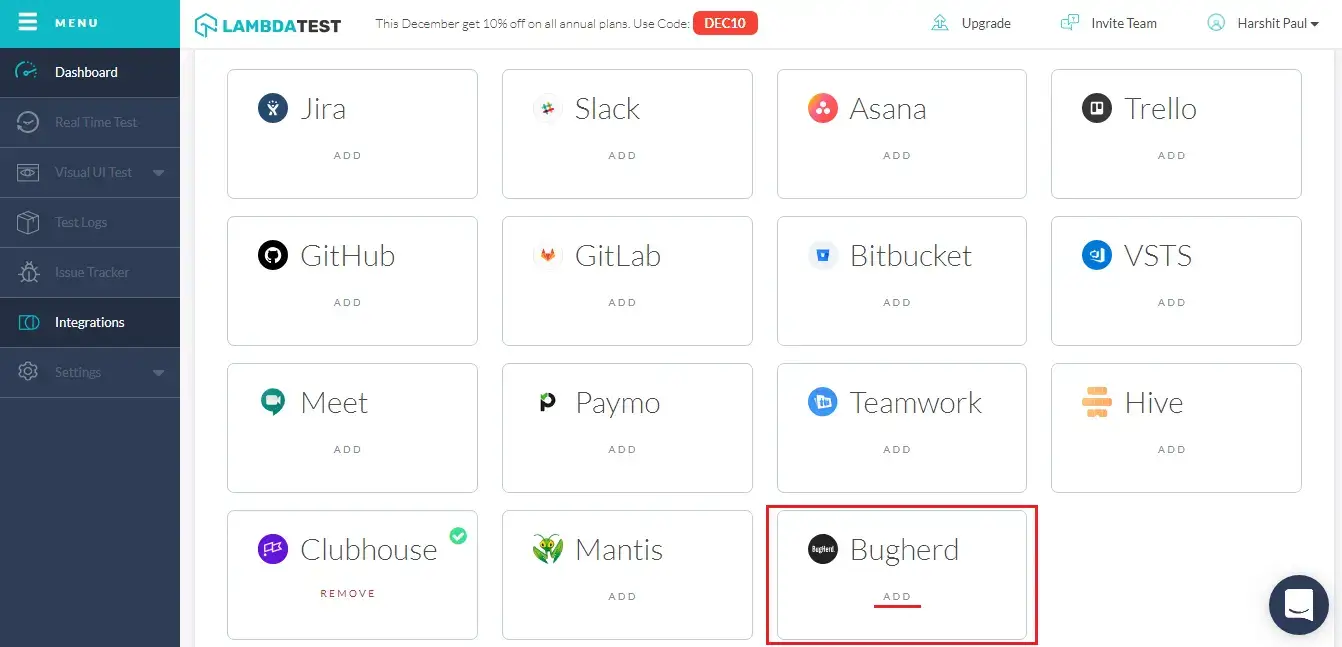 MENU
LAMBDATEST
This December get 10% off on all annual plans. Use Code: DEC10
Upgrade
Invite Team
Harshit Paul
Dashboard
Real Time Test
Visual UI Test
Test Logs
Issue Tracker
Integrations
Settings
Jira
ADD
Slack
ADD
Asana
ADD
Trello
ADD
GitHub
ADD
GitLab
ADD
Bitbucket
ADD
VSTS
ADD
Meet
ADD
Paymo
ADD
Teamwork
ADD
Hive
ADD
Clubhouse
REMOVE
Mantis
ADD
BugHerd
Bugherd
ADD